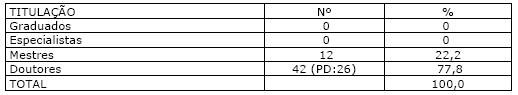 TITULAÇÃO Nº %
Graduados 0 0
Especialistas 0 0
Mestres 12 22,2
Doutores 42 (PD:26) 77,8
TOTAL 100,0